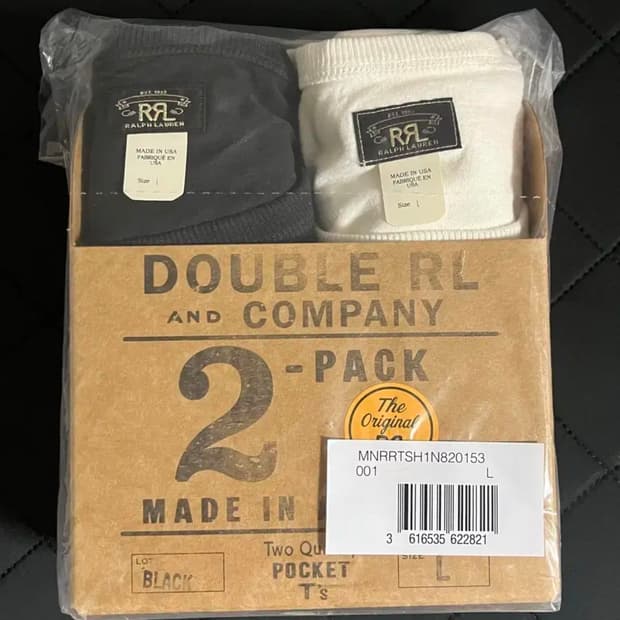 EST. 1993
RRL
RALPH LAUREN
MADE IN USA
FABRIQUÉ EN
USA
Size L
RRL
RALPH LAUREN
MADE IN USA
FABRIQUÉ EN
USA
Size L
DOUBLE RL
AND COMPANY
2-PACK
The
Original
MADE IN
MNRRTSH1N820153
001 L
3 616535 622821
LOT
BLACK
Two
POCKET
T's
SIZE
L